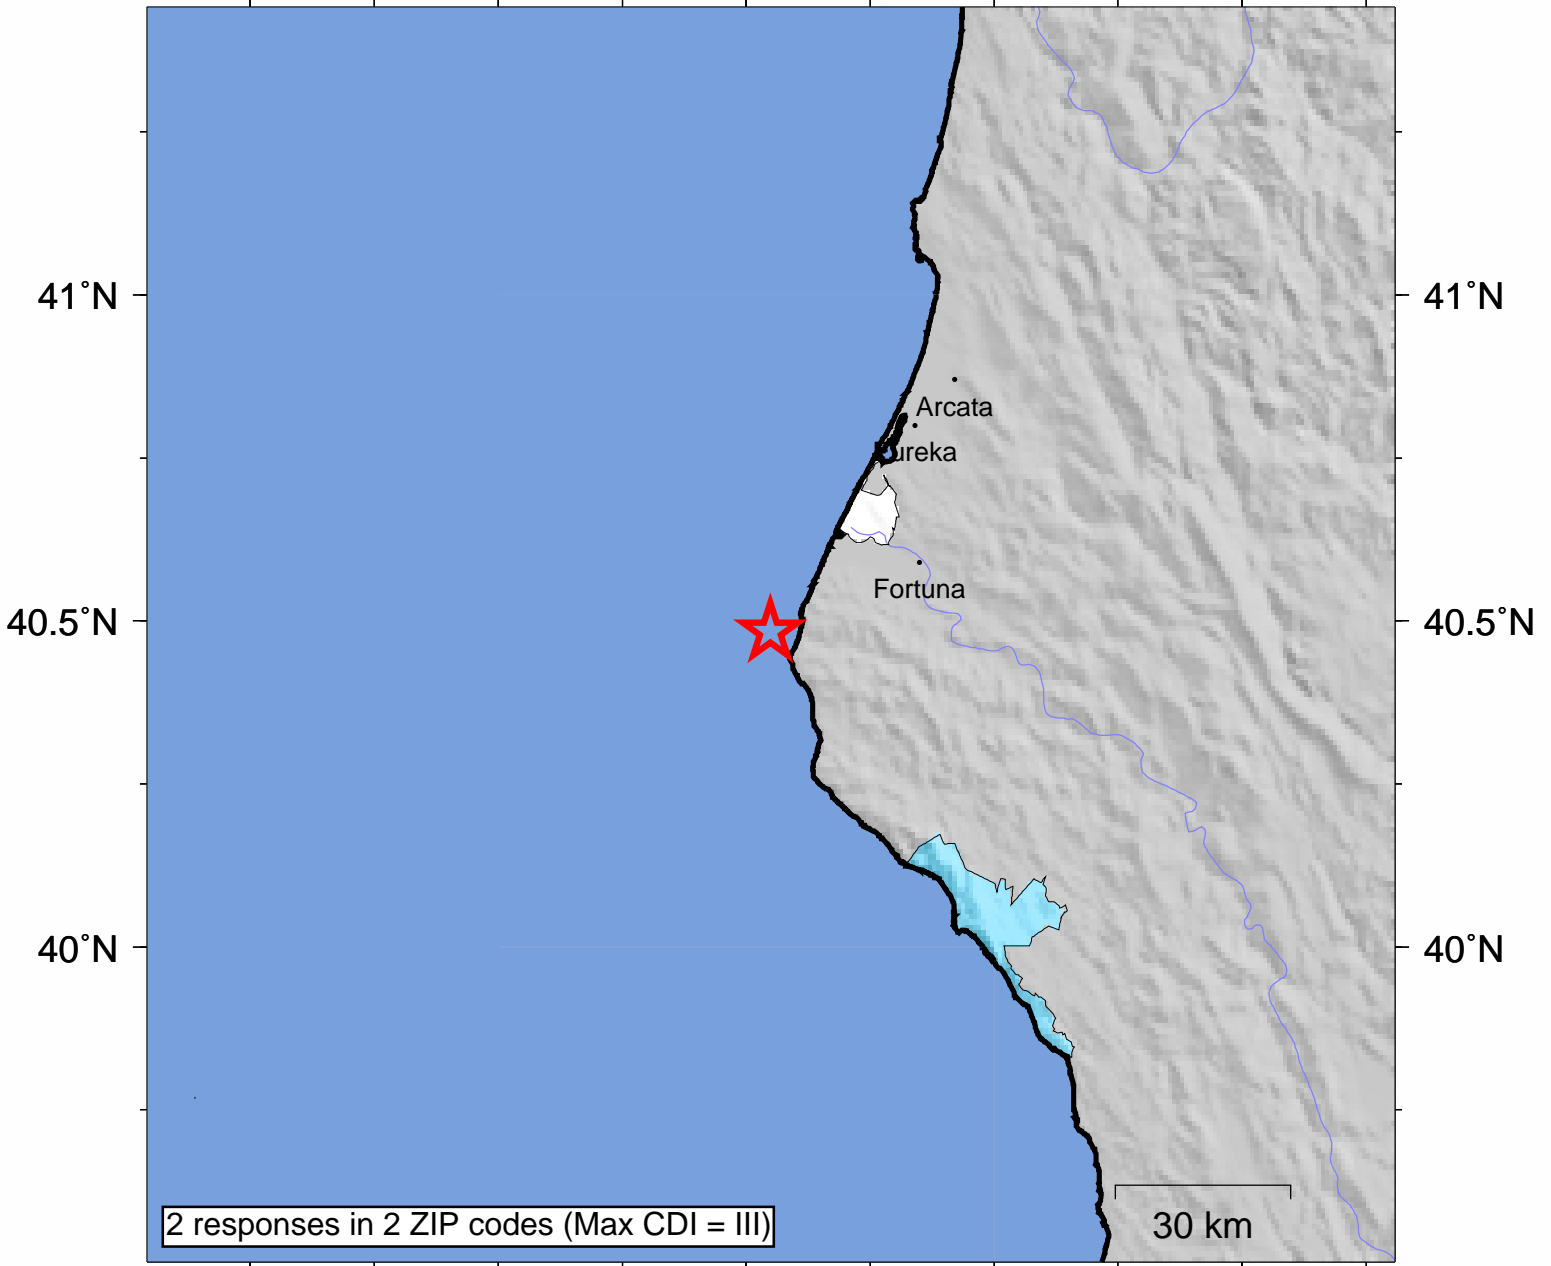 41°N
41°N
Arcata
ureka
Fortuna
40.5°N
40.5°N
40°N
40°N
2 responses in 2 ZIP codes (Max CDI = III)
30 km